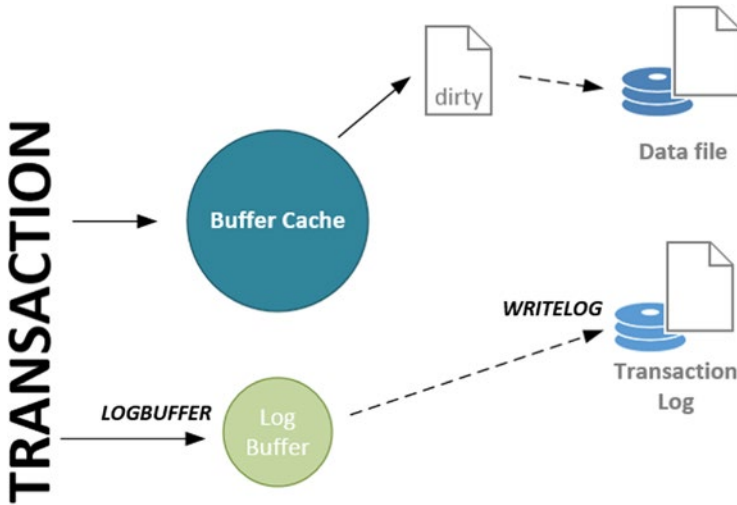 TRANSACTION
dirty
Data file
Buffer Cache
WRITELOG
Transaction
Log
LOGBUFFER
Log
Buffer